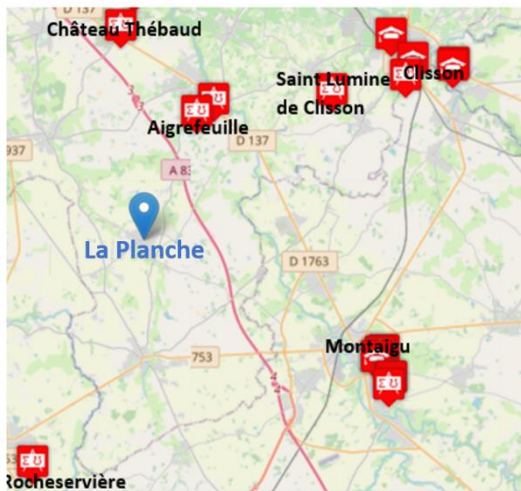 D 137
Château Thébaud
Clisson
Saint Lumine
de Clisson
Aigrefeuille
D 137
937
A 83
La Planche
D 1763
Montaigu
753
Rocheservière